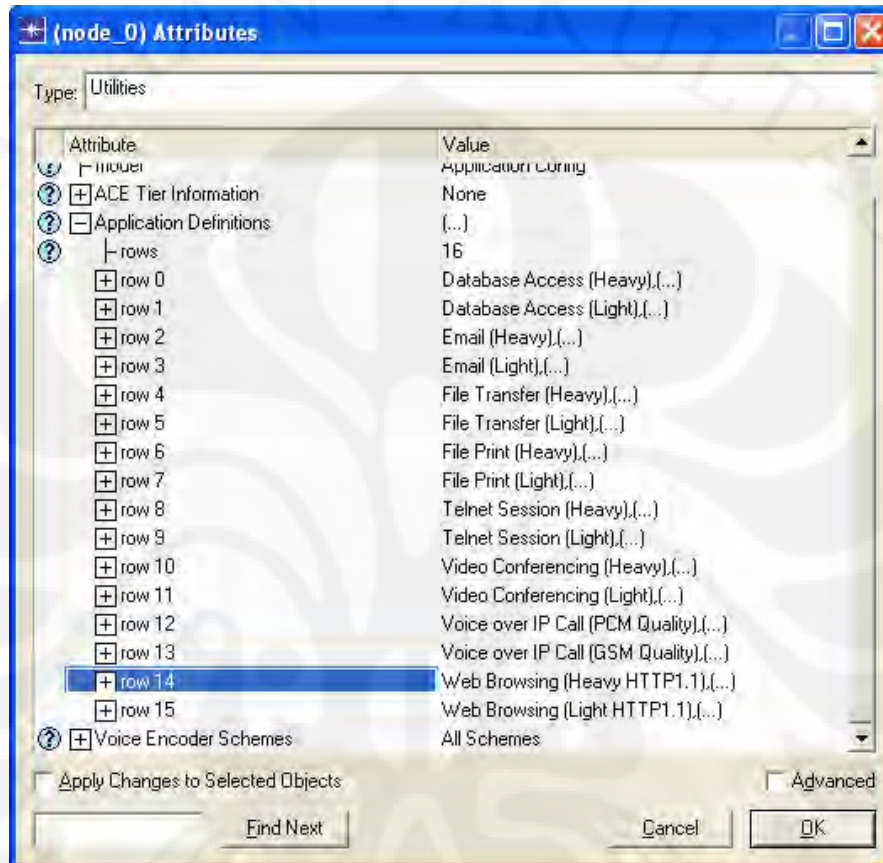 (node_0) Attributes
Type: Utilities
Attribute Value
model Application Config
ACE Tier Information None
Application Definitions (...)
rows 16
row 0 Database Access (Heavy),(...)
row 1 Database Access (Light),(...)
row 2 Email (Heavy),(...)
row 3 Email (Light),(...)
row 4 File Transfer (Heavy),(...)
row 5 File Transfer (Light),(...)
row 6 File Print (Heavy),(...)
row 7 File Print (Light),(...)
row 8 Telnet Session (Heavy),(...)
row 9 Telnet Session (Light),(...)
row 10 Video Conferencing (Heavy),(...)
row 11 Video Conferencing (Light),(...)
row 12 Voice over IP Call (PCM Quality),(...)
row 13 Voice over IP Call (GSM Quality),(...)
row 14 Web Browsing (Heavy HTTP1.1),(...)
row 15 Web Browsing (Light HTTP1.1),(...)
Voice Encoder Schemes All Schemes
Apply Changes to Selected Objects Advanced
Find Next Cancel OK